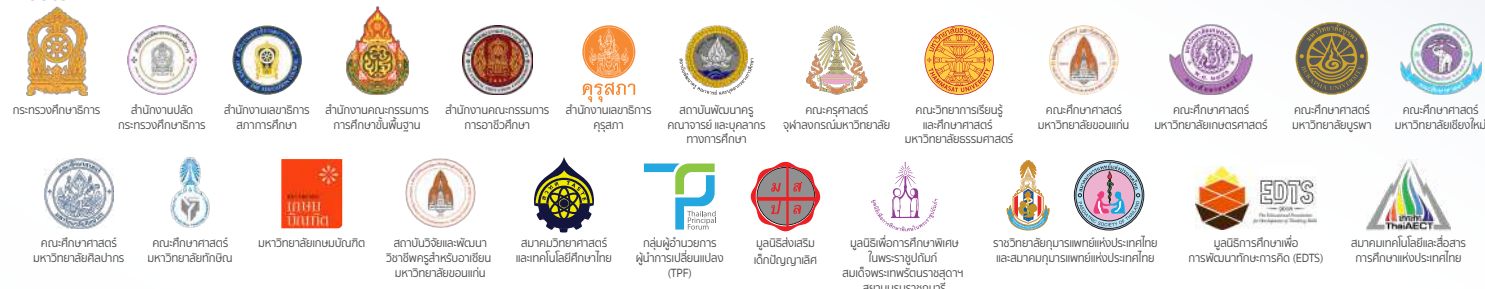 กระทรวงศึกษาธิการ
สำนักงานปลัด
กระทรวงศึกษาธิการ
สำนักงานเลขาธิการ
สภาการศึกษา
สำนักงานคณะกรรมการ
การศึกษาขั้นพื้นฐาน
สำนักงานคณะกรรมการ
การอาชีวศึกษา
คุรุสภา
สำนักงานเลขาธิการ
คุรุสภา
สถาบันพัฒนาครู
คณาจารย์ และบุคลากร
ทางการศึกษา
คณะครุศาสตร์
จุฬาลงกรณ์มหาวิทยาลัย
THAMMASAT UNIVERSITY
คณะวิทยาการเรียนรู้
และศึกษาศาสตร์
มหาวิทยาลัยธรรมศาสตร์
คณะศึกษาศาสตร์
มหาวิทยาลัยขอนแก่น
คณะศึกษาศาสตร์
มหาวิทยาลัยเกษตรศาสตร์
คณะศึกษาศาสตร์
มหาวิทยาลัยบูรพา
คณะศึกษาศาสตร์
มหาวิทยาลัยเชียงใหม่
คณะศึกษาศาสตร์
มหาวิทยาลัยศิลปากร
คณะศึกษาศาสตร์
มหาวิทยาลัยทักษิณ
เกษม
บัณฑิต
มหาวิทยาลัยเกษมบัณฑิต
สถาบันวิจัยและพัฒนา
วิชาชีพครูสำหรับอาเซียน
มหาวิทยาลัยขอนแก่น
สมาคมวิทยาศาสตร์
และเทคโนโลยีศึกษาไทย
Thailand
Principal
Forum
กลุ่มผู้อำนวยการ
ผู้นำการเปลี่ยนแปลง
(TPF)
ม ส
ป ล
มูลนิธิส่งเสริม
เด็กปัญญาเลิศ
มูลนิธิเพื่อการศึกษาพิเศษ
ในพระราชูปถัมภ์
สมเด็จพระเทพรัตนราชสุดาฯ
สยามบรมราชกุมารี
ราชวิทยาลัยกุมารแพทย์แห่งประเทศไทย
และสมาคมกุมารแพทย์แห่งประเทศไทย
EDTS
มูลนิธิการศึกษาเพื่อ
การพัฒนาทักษะการคิด (EDTS)
ThaiAECT
สมาคมเทคโนโลยีและสื่อสาร
การศึกษาแห่งประเทศไทย